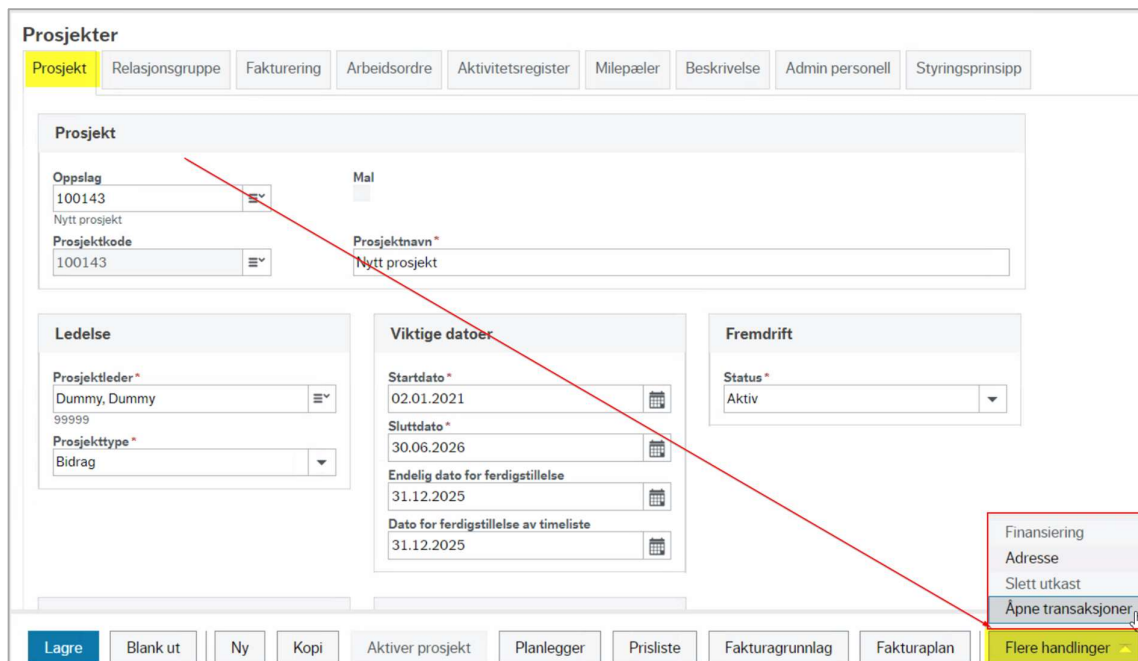 Prosjekter
Prosjekt Relasjonsgruppe Fakturering Arbeidsordre Aktivitetsregister Milepæler Beskrivelse Admin personell Styringsprinsipp
Prosjekt
Oppslag Mal
100143
Nytt prosjekt
Prosjektkode Prosjektnavn *
100143 Nytt prosjekt
Ledelse Viktige datoer Fremdrift
Prosjektleder * Startdato * Status *
Dummy, Dummy 02.01.2021 Aktiv
99999 Sluttdato *
Prosjekttype * 30.06.2026
Bidrag
Endelig dato for ferdigstillelse
31.12.2025
Dato for ferdigstillelse av timeliste
31.12.2025
Finansiering
Adresse
Slett utkast
Åpne transaksjoner
Lagre Blank ut Ny Kopi Aktiver prosjekt Planlegger Prisliste Fakturagrunnlag Fakturaplan Flere handlinger